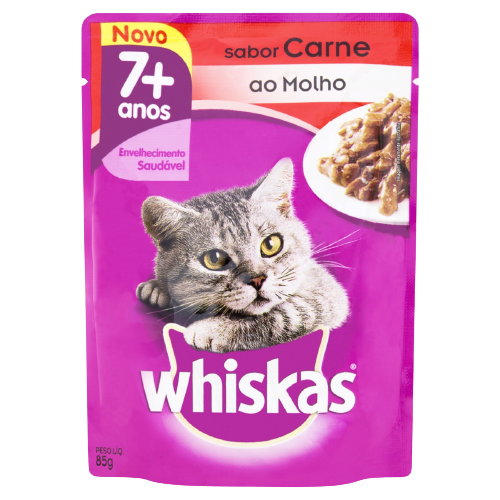 Novo
7+
anos
Envelhecimento
Saudável
sabor Carne
ao Molho
whiskas
PESO LÍQ.
85g